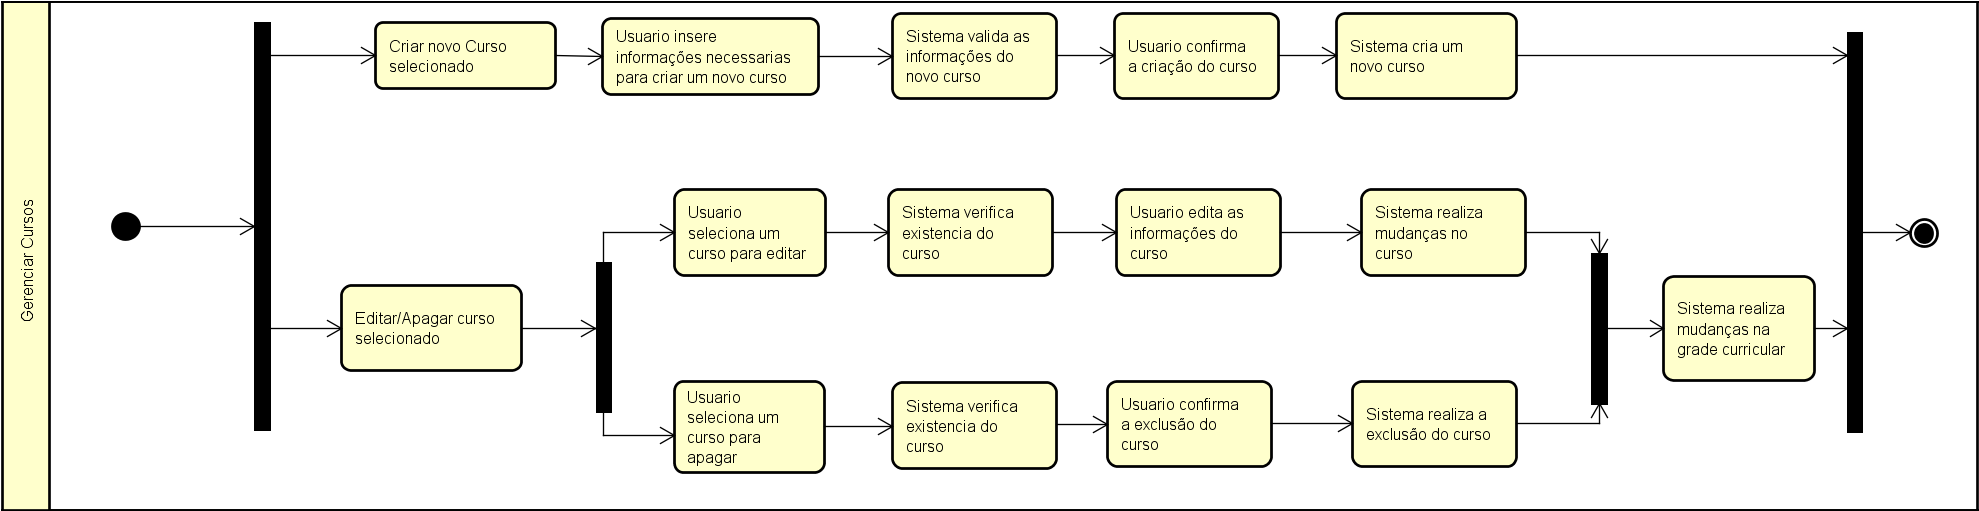 Gerenciar Cursos
Criar novo Curso
selecionado
Usuario insere
informações necessarias
para criar um novo curso
Sistema valida as
informações do
novo curso
Usuario confirma
a criação do curso
Sistema cria um
novo curso
Editar/Apagar curso
selecionado
Usuario
seleciona um
curso para editar
Sistema verifica
existencia do
curso
Usuario edita as
informações do
curso
Sistema realiza
mudanças no
curso
Usuario
seleciona um
curso para
apagar
Sistema verifica
existencia do
curso
Usuario confirma
a exclusão do
curso
Sistema realiza a
exclusão do curso
Sistema realiza
mudanças na
grade curricular